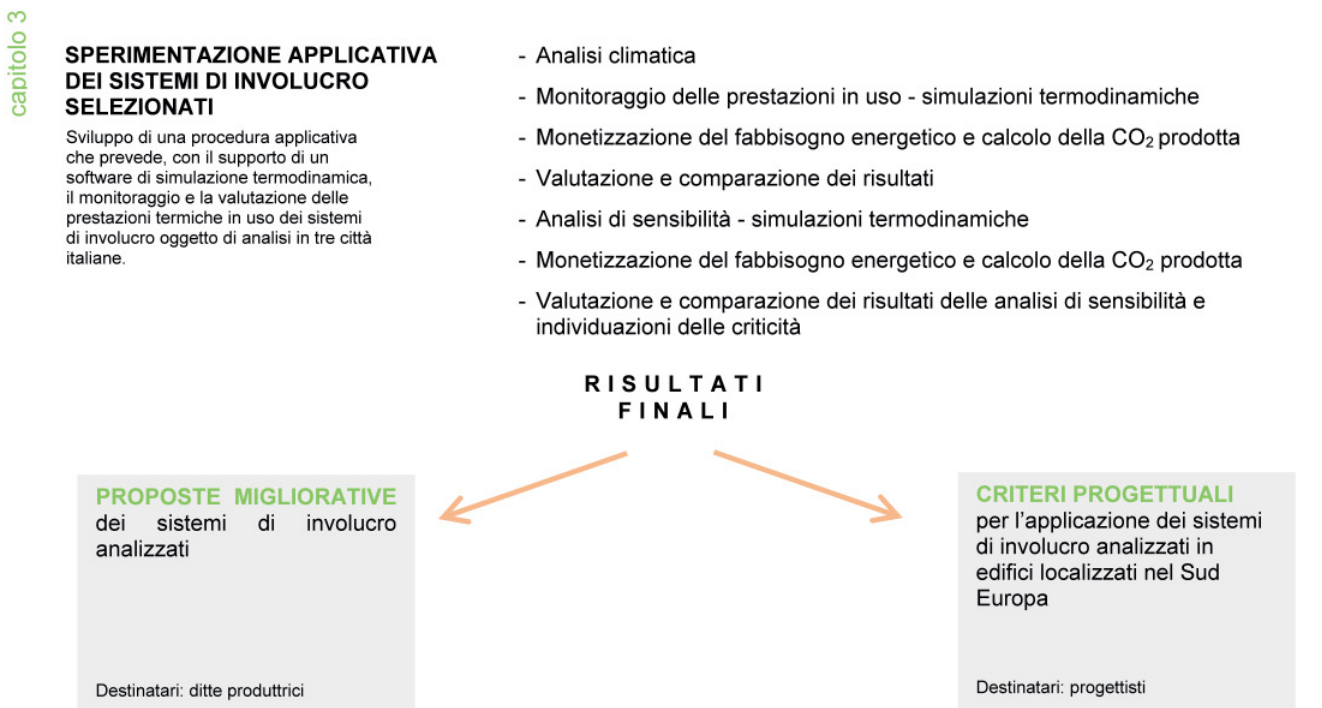 capitolo 3
SPERIMENTAZIONE APPLICATIVA
DEI SISTEMI DI INVOLUCRO
SELEZIONATI
Sviluppo di una procedura applicativa
che prevede, con il supporto di un
software di simulazione termodinamica,
il monitoraggio e la valutazione delle
prestazioni termiche in uso dei sistemi
di involucro oggetto di analisi in tre città
italiane.
- Analisi climatica
- Monitoraggio delle prestazioni in uso - simulazioni termodinamiche
- Monetizzazione del fabbisogno energetico e calcolo della CO₂ prodotta
- Valutazione e comparazione dei risultati
- Analisi di sensibilità - simulazioni termodinamiche
- Monetizzazione del fabbisogno energetico e calcolo della CO₂ prodotta
- Valutazione e comparazione dei risultati delle analisi di sensibilità e
individuazioni delle criticità
RISULTATI
FINALI
PROPOSTE MIGLIORATIVE
dei sistemi di involucro
analizzati
Destinatari: ditte produttrici
CRITERI PROGETTUALI
per l'applicazione dei sistemi
di involucro analizzati in
edifici localizzati nel Sud
Europa
Destinatari: progettisti